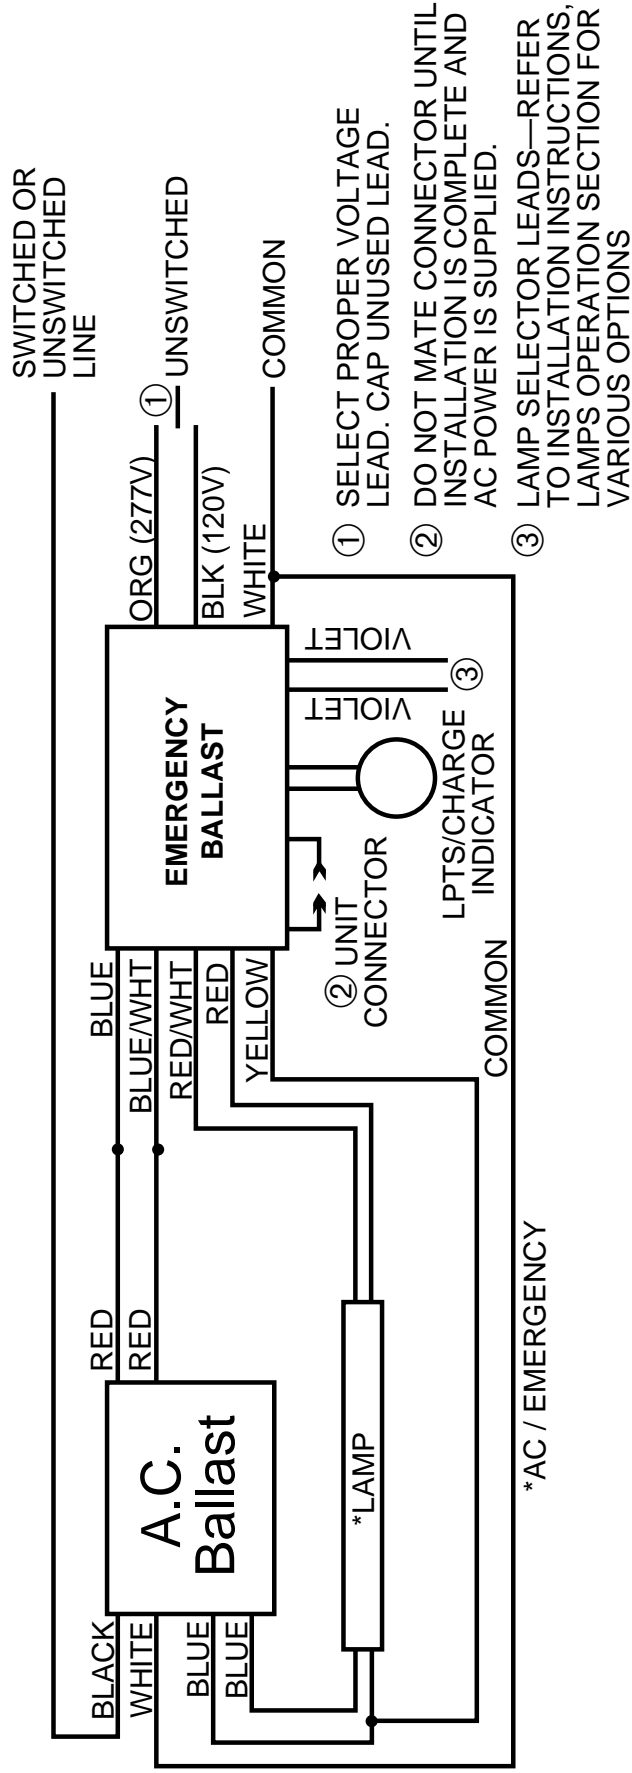 SWITCHED OR
UNSWITCHED
LINE
① UNSWITCHED
COMMON
ORG (277V)
BLK (120V)
WHITE
EMERGENCY
BALLAST
BLUE
BLUE/WHT
RED/WHT
RED
YELLOW
VIOLET
VIOLET
③
LPTS/CHARGE
INDICATOR
② UNIT
CONNECTOR
RED
RED
A.C.
Ballast
BLACK
WHITE
BLUE
BLUE
*LAMP
COMMON
*AC / EMERGENCY
① SELECT PROPER VOLTAGE
LEAD. CAP UNUSED LEAD.
② DO NOT MATE CONNECTOR UNTIL
INSTALLATION IS COMPLETE AND
AC POWER IS SUPPLIED.
③ LAMP SELECTOR LEADS—REFER
TO INSTALLATION INSTRUCTIONS,
LAMPS OPERATION SECTION FOR
VARIOUS OPTIONS